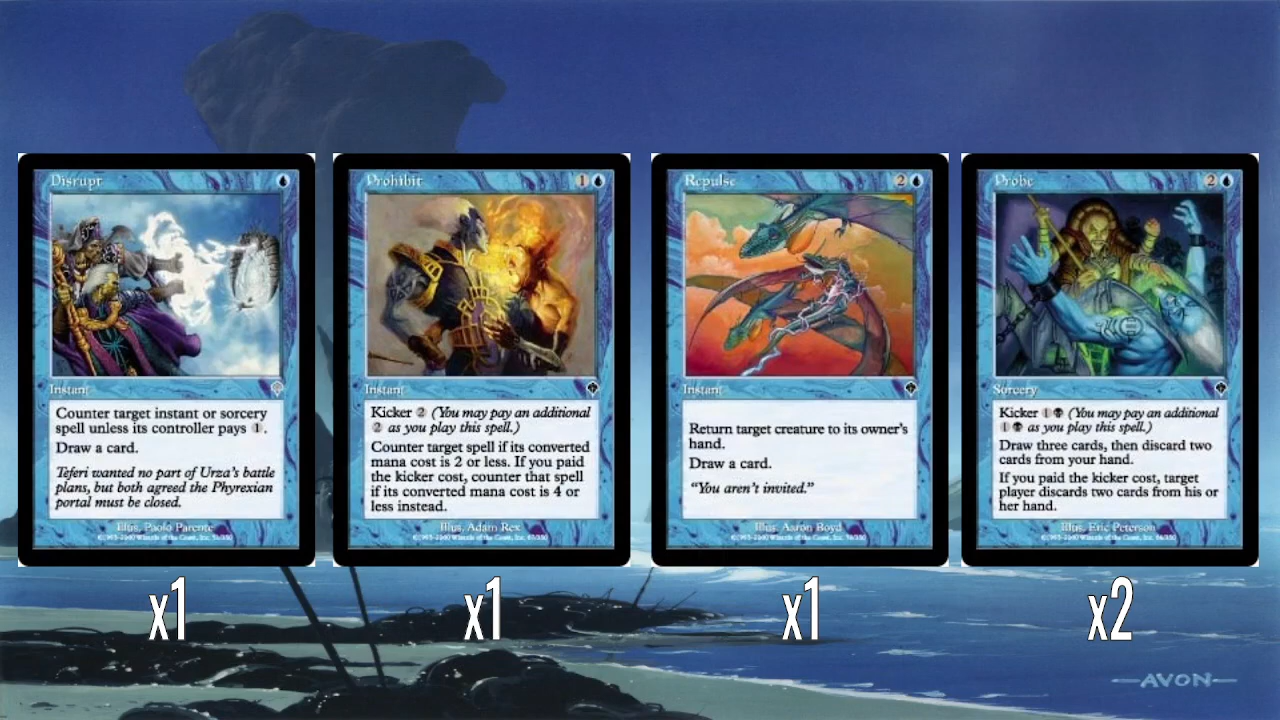 Disrupt
Instant
Counter target instant or sorcery
spell unless its controller pays 1.
Draw a card.
Teferi wanted no part of Urza's battle
plans, but both agreed the Phyrexian
portal must be closed.
Illus. Paolo Parente
x1
Prohibit
1
Instant
Kicker 2 (You may pay an additional
2 as you play this spell.)
Counter target spell if its converted
mana cost is 2 or less. If you paid
the kicker cost, counter that spell
if its converted mana cost is 4 or
less instead.
Illus. Adam Rex
x1
Repulse
2
Instant
Return target creature to its owner's
hand.
Draw a card.
"You aren't invited."
Illus. Aaron Boyd
x1
Probe
2
Sorcery
Kicker 1 (You may pay an additional
1 as you play this spell.)
Draw three cards, then discard two
cards from your hand.
If you paid the kicker cost, target
player discards two cards from his or
her hand.
Illus. Eric Peterson
x2
AVON